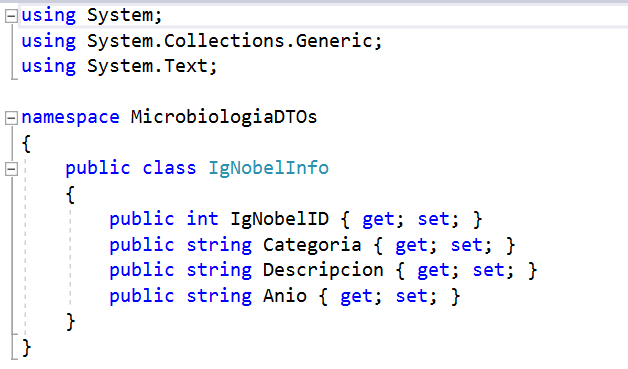 using System;
using System.Collections.Generic;
using System.Text;
namespace MicrobiologiaDTOs
{
public class IgNobelInfo
{
public int IgNobelID { get; set; }
public string Categoria { get; set; }
public string Descripcion { get; set; }
public string Anio { get; set; }
}
}